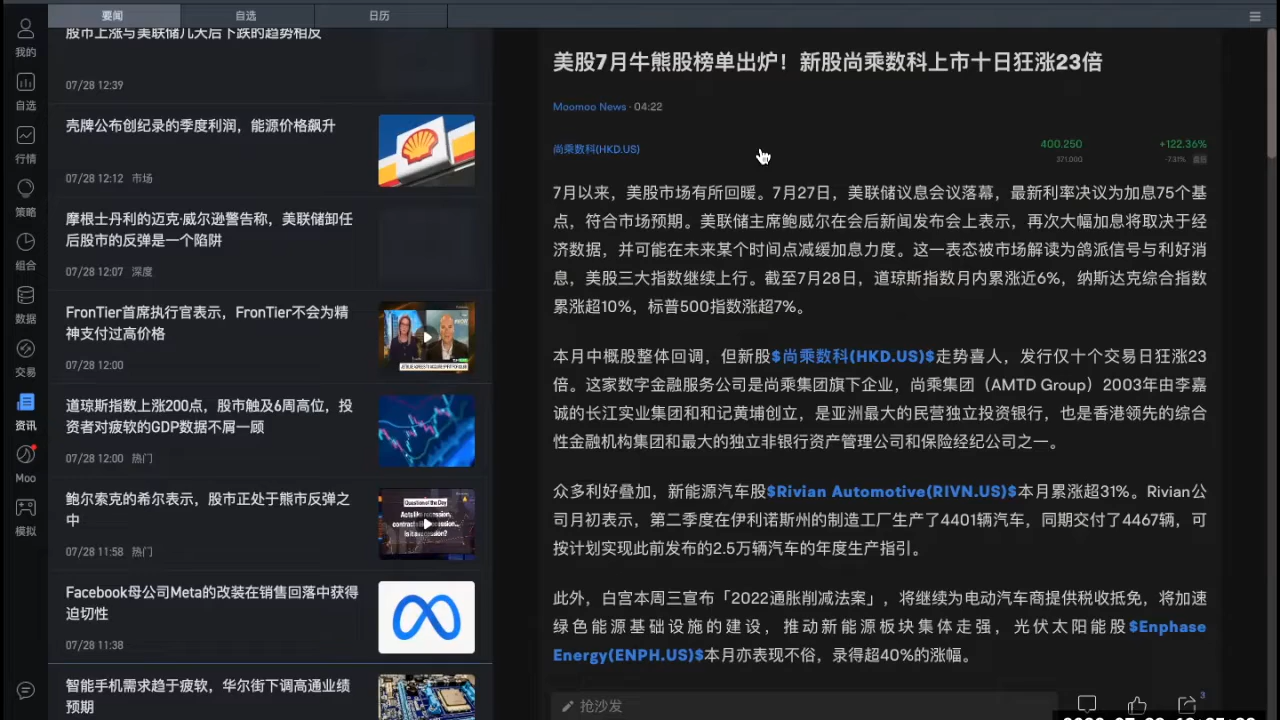 要闻
自选
日历
我的
自选
行情
策略
组合
数据
交易
资讯
Moo
模拟
股市上涨与美联储几天后下跌的趋势相反
07/28 12:39
壳牌公布创纪录的季度利润，能源价格飙升
07/28 12:12 市场
摩根士丹利的迈克·威尔逊警告称，美联储卸任
后股市的反弹是一个陷阱
07/28 12:07 深度
FronTier首席执行官表示，FronTier不会为精
神支付过高价格
07/28 12:00
道琼斯指数上涨200点，股市触及6周高位，投
资者对疲软的GDP数据不屑一顾
07/28 12:00 热门
鲍尔索克的希尔表示，股市正处于熊市反弹之
中
07/28 11:58 热门
Question of the Day
Facebook母公司Meta的改装在销售回落中获得
迫切性
07/28 11:38
智能手机需求趋于疲软，华尔街下调高通业绩
预期
美股7月牛熊股榜单出炉！新股尚乘数科上市十日狂涨23倍
Moomoo News · 04:22
尚乘数科(HKD.US)
400.250
+122.36%
371.000
-7.31% 盘后
7月以来，美股市场有所回暖。7月27日，美联储议息会议落幕，最新利率决议为加息75个基
点，符合市场预期。美联储主席鲍威尔在会后新闻发布会上表示，再次大幅加息将取决于经
济数据，并可能在未来某个时间点减缓加息力度。这一表态被市场解读为鸽派信号与利好消
息，美股三大指数继续上行。截至7月28日，道琼斯指数月内累涨近6%，纳斯达克综合指数
累涨超10%，标普500指数涨超7%。
本月中概股整体回调，但新股$尚乘数科(HKD.US)$走势喜人，发行仅十个交易日狂涨23
倍。这家数字金融服务公司是尚乘集团旗下企业，尚乘集团（AMTD Group）2003年由李嘉
诚的长江实业集团和和记黄埔创立，是亚洲最大的民营独立投资银行，也是香港领先的综合
性金融机构集团和最大的独立非银行资产管理公司和保险经纪公司之一。
众多利好叠加，新能源汽车股$Rivian Automotive(RIVN.US)$本月累涨超31%。Rivian公
司月初表示，第二季度在伊利诺斯州的制造工厂生产了4401辆汽车，同期交付了4467辆，可
按计划实现此前发布的2.5万辆汽车的年度生产指引。
此外，白宫本周三宣布「2022通胀削减法案」，将继续为电动汽车商提供税收抵免，将加速
绿色能源基础设施的建设，推动新能源板块集体走强，光伏太阳能股$Enphase
Energy(ENPH.US)$本月亦表现不俗，录得超40%的涨幅。
抢沙发
3